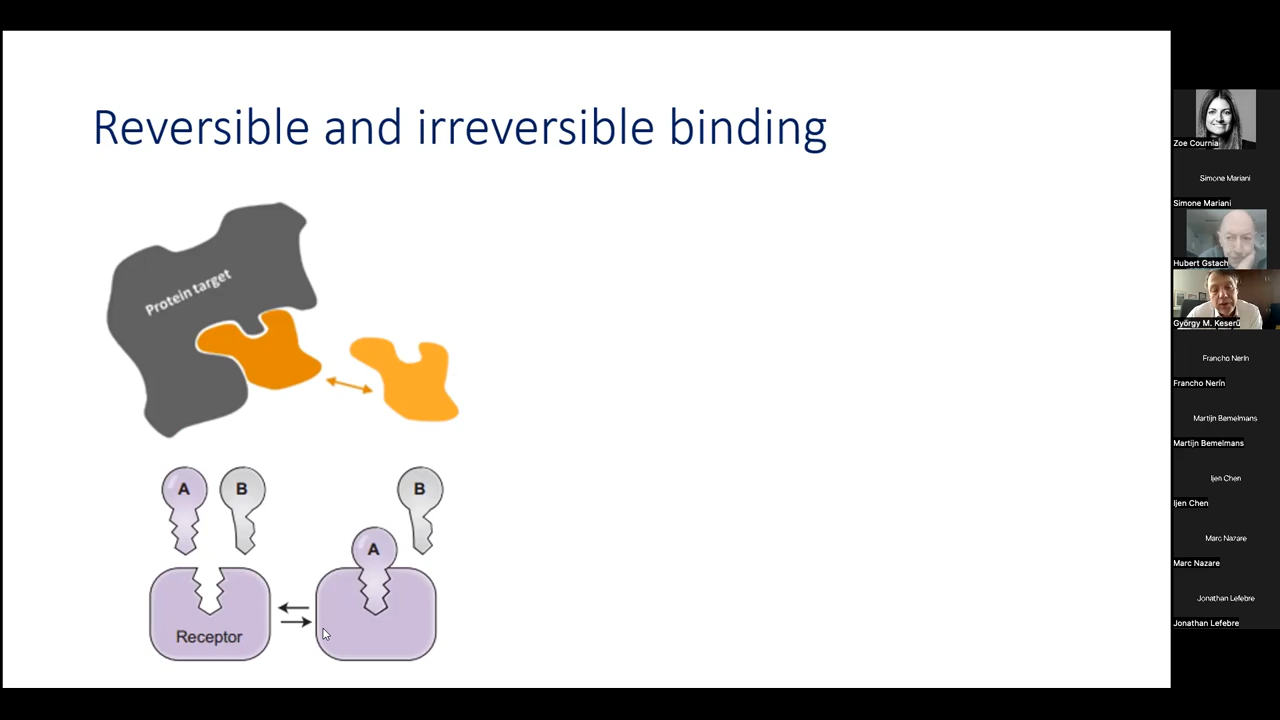 Reversible and irreversible binding
Protein target
A
B
B
A
Receptor
Zoe Cournia
Simone Mariani
Simone Mariani
Hubert Gstach
György M. Keserű
Francho Nerín
Francho Nerín
Martijn Bemelmans
Martijn Bemelmans
Ijen Chen
Ijen Chen
Marc Nazare
Marc Nazare
Jonathan Lefebre
Jonathan Lefebre